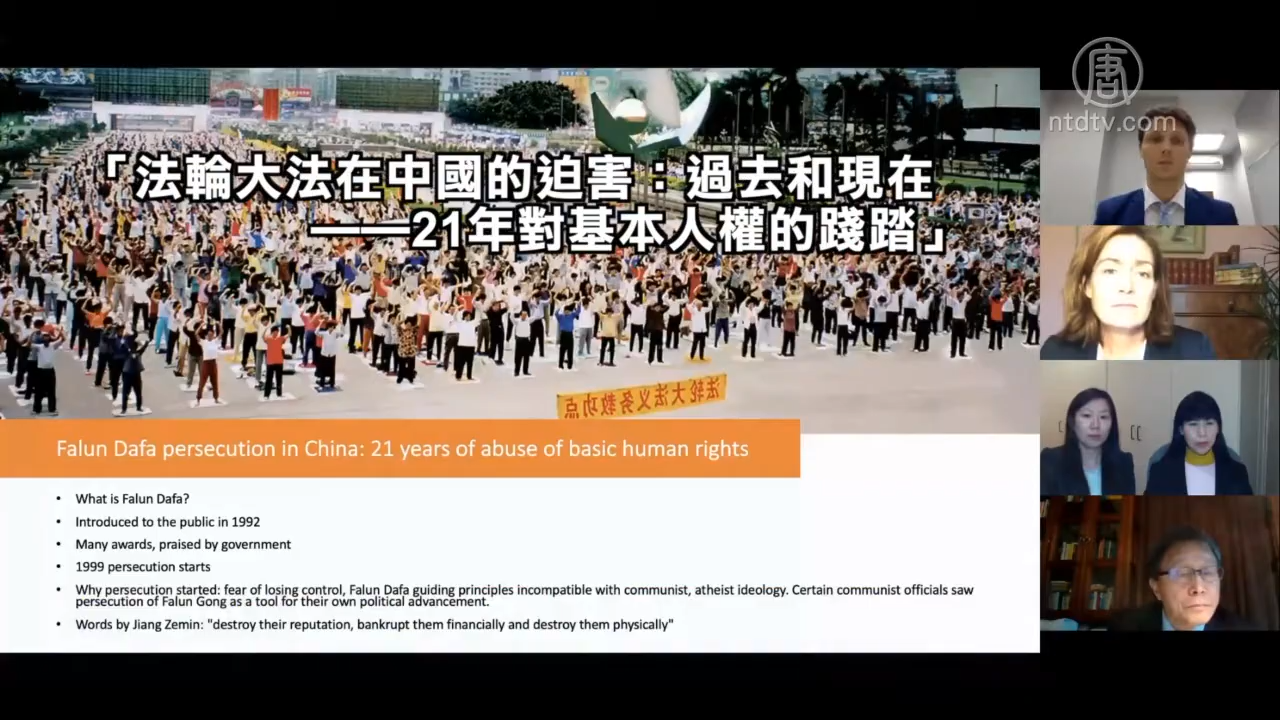 唐
ntdtv.com
「法輪大法在中國的迫害：過去和現在
——21年對基本人權的踐踏」
法轮大法义务教功点
Falun Dafa persecution in China: 21 years of abuse of basic human rights
• What is Falun Dafa?
• Introduced to the public in 1992
• Many awards, praised by government
• 1999 persecution starts
• Why persecution started: fear of losing control, Falun Dafa guiding principles incompatible with communist, atheist ideology. Certain communist officials saw
persecution of Falun Gong as a tool for their own political advancement.
• Words by Jiang Zemin: "destroy their reputation, bankrupt them financially and destroy them physically"